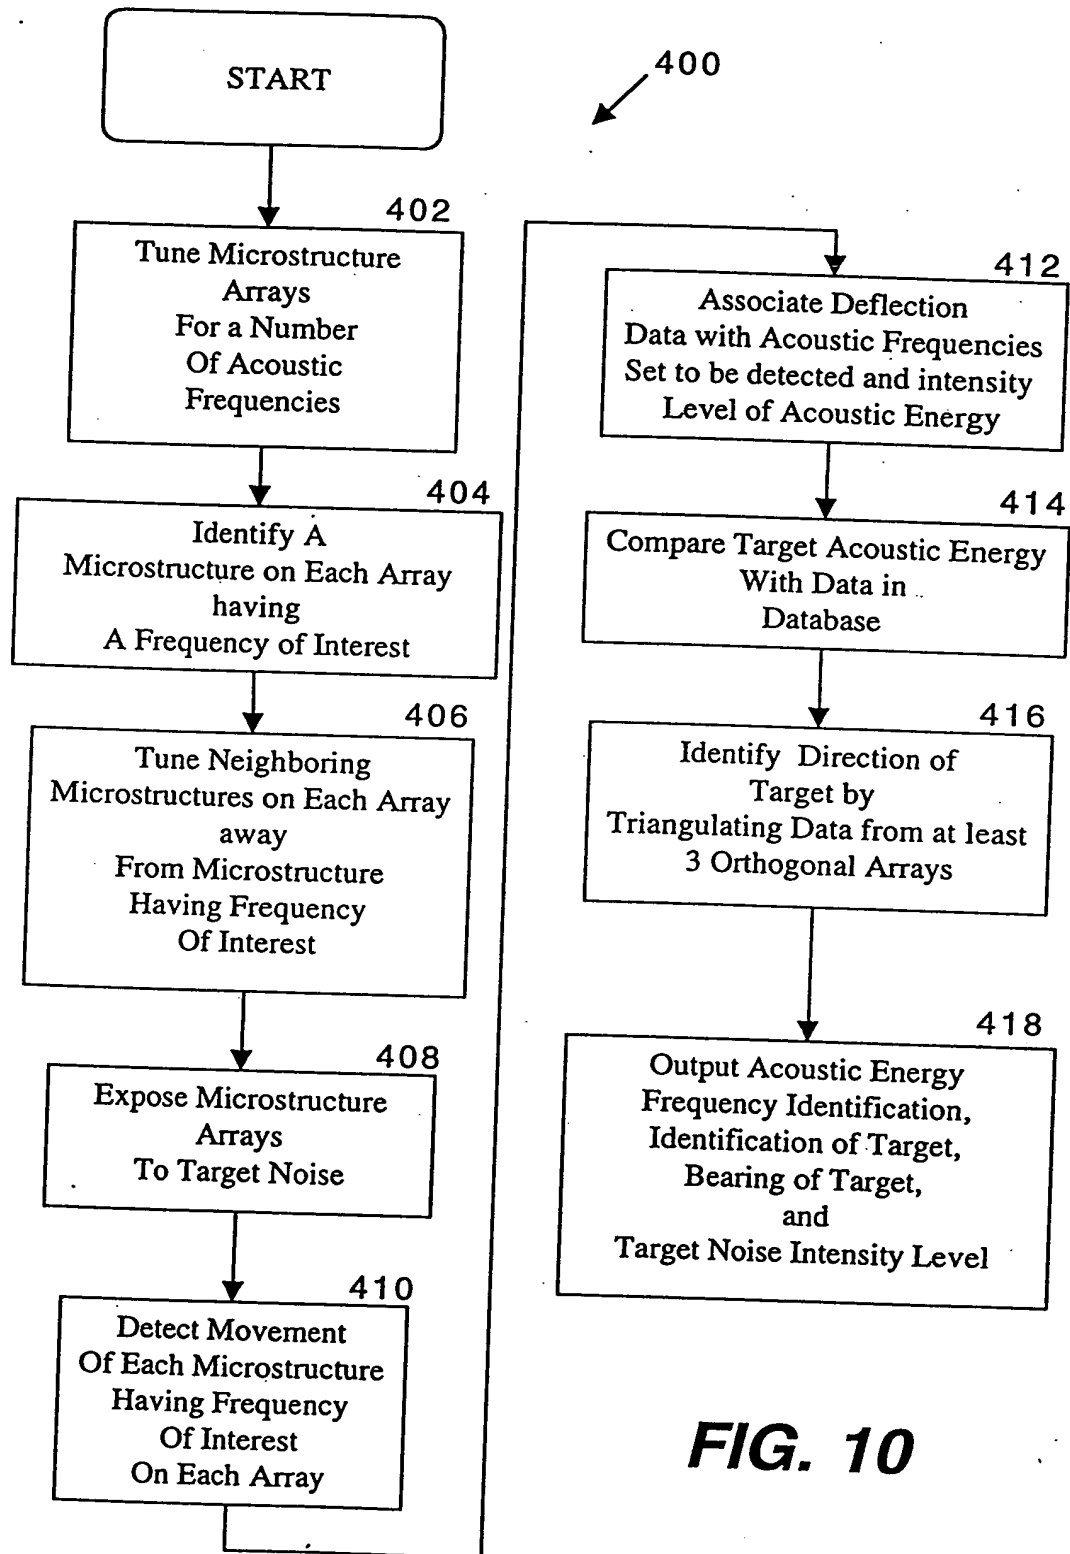 START
400
402
Tune Microstructure
Arrays
For a Number
Of Acoustic
Frequencies
404
Identify A
Microstructure on Each Array
having
A Frequency of Interest
406
Tune Neighboring
Microstructures on Each Array
away
From Microstructure
Having Frequency
Of Interest
408
Expose Microstructure
Arrays
To Target Noise
410
Detect Movement
Of Each Microstructure
Having Frequency
Of Interest
On Each Array
412
Associate Deflection
Data with Acoustic Frequencies
Set to be detected and intensity
Level of Acoustic Energy
414
Compare Target Acoustic Energy
With Data in
Database
416
Identify Direction of
Target by
Triangulating Data from at least
3 Orthogonal Arrays
418
Output Acoustic Energy
Frequency Identification,
Identification of Target,
Bearing of Target,
and
Target Noise Intensity Level
FIG. 10